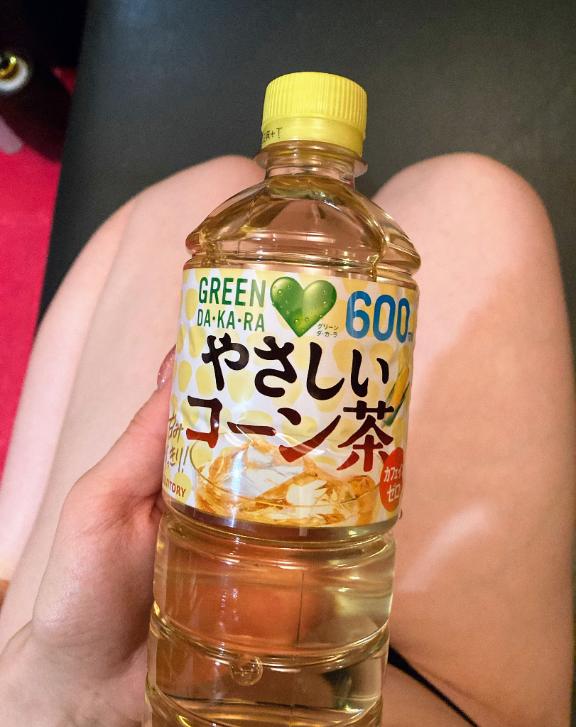 GREEN
DA·KA·RA
グリーン
ダ・カ・ラ
600
やさしい
コーン茶
カフェイン
ゼロ